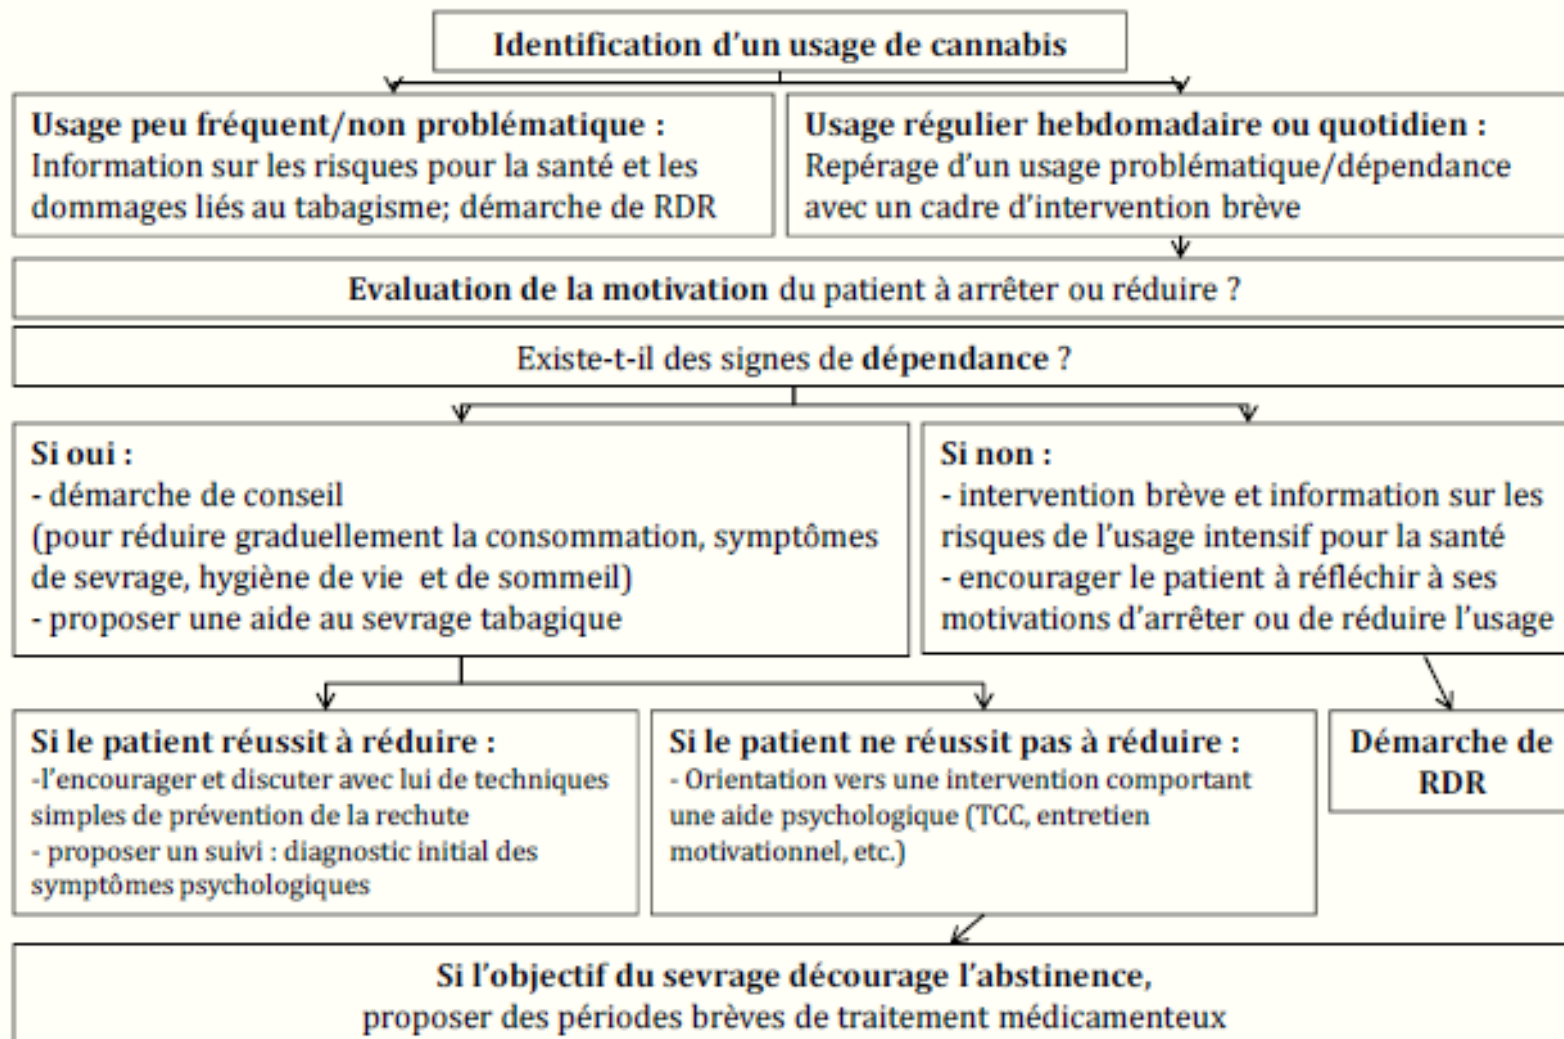 Identification d'un usage de cannabis
Usage peu fréquent/non problématique :
Information sur les risques pour la santé et les
dommages liés au tabagisme; démarche de RDR
Usage régulier hebdomadaire ou quotidien :
Repérage d'un usage problématique/dépendance
avec un cadre d'intervention brève
Evaluation de la motivation du patient à arrêter ou réduire ?
Existe-t-il des signes de dépendance ?
Si oui :
- démarche de conseil
(pour réduire graduellement la consommation, symptômes
de sevrage, hygiène de vie et de sommeil)
- proposer une aide au sevrage tabagique
Si non :
- intervention brève et information sur les
risques de l'usage intensif pour la santé
- encourager le patient à réfléchir à ses
motivations d'arrêter ou de réduire l'usage
Si le patient réussit à réduire :
-l'encourager et discuter avec lui de techniques
simples de prévention de la rechute
- proposer un suivi : diagnostic initial des
symptômes psychologiques
Si le patient ne réussit pas à réduire :
- Orientation vers une intervention comportant
une aide psychologique (TCC, entretien
motivationnel, etc.)
Démarche de
RDR
Si l'objectif du sevrage décourage l'abstinence,
proposer des périodes brèves de traitement médicamenteux